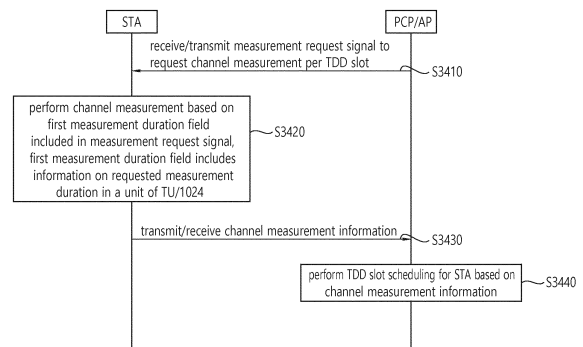 STA
PCP/AP
receive/transmit measurement request signal to
request channel measurement per TDD slot
S3410
perform channel measurement based on
first measurement duration field
included in measurement request signal,
first measurement duration field includes
information on requested measurement
duration in a unit of TU/1024
S3420
transmit/receive channel measurement information
S3430
perform TDD slot scheduling for STA based on
channel measurement information
S3440